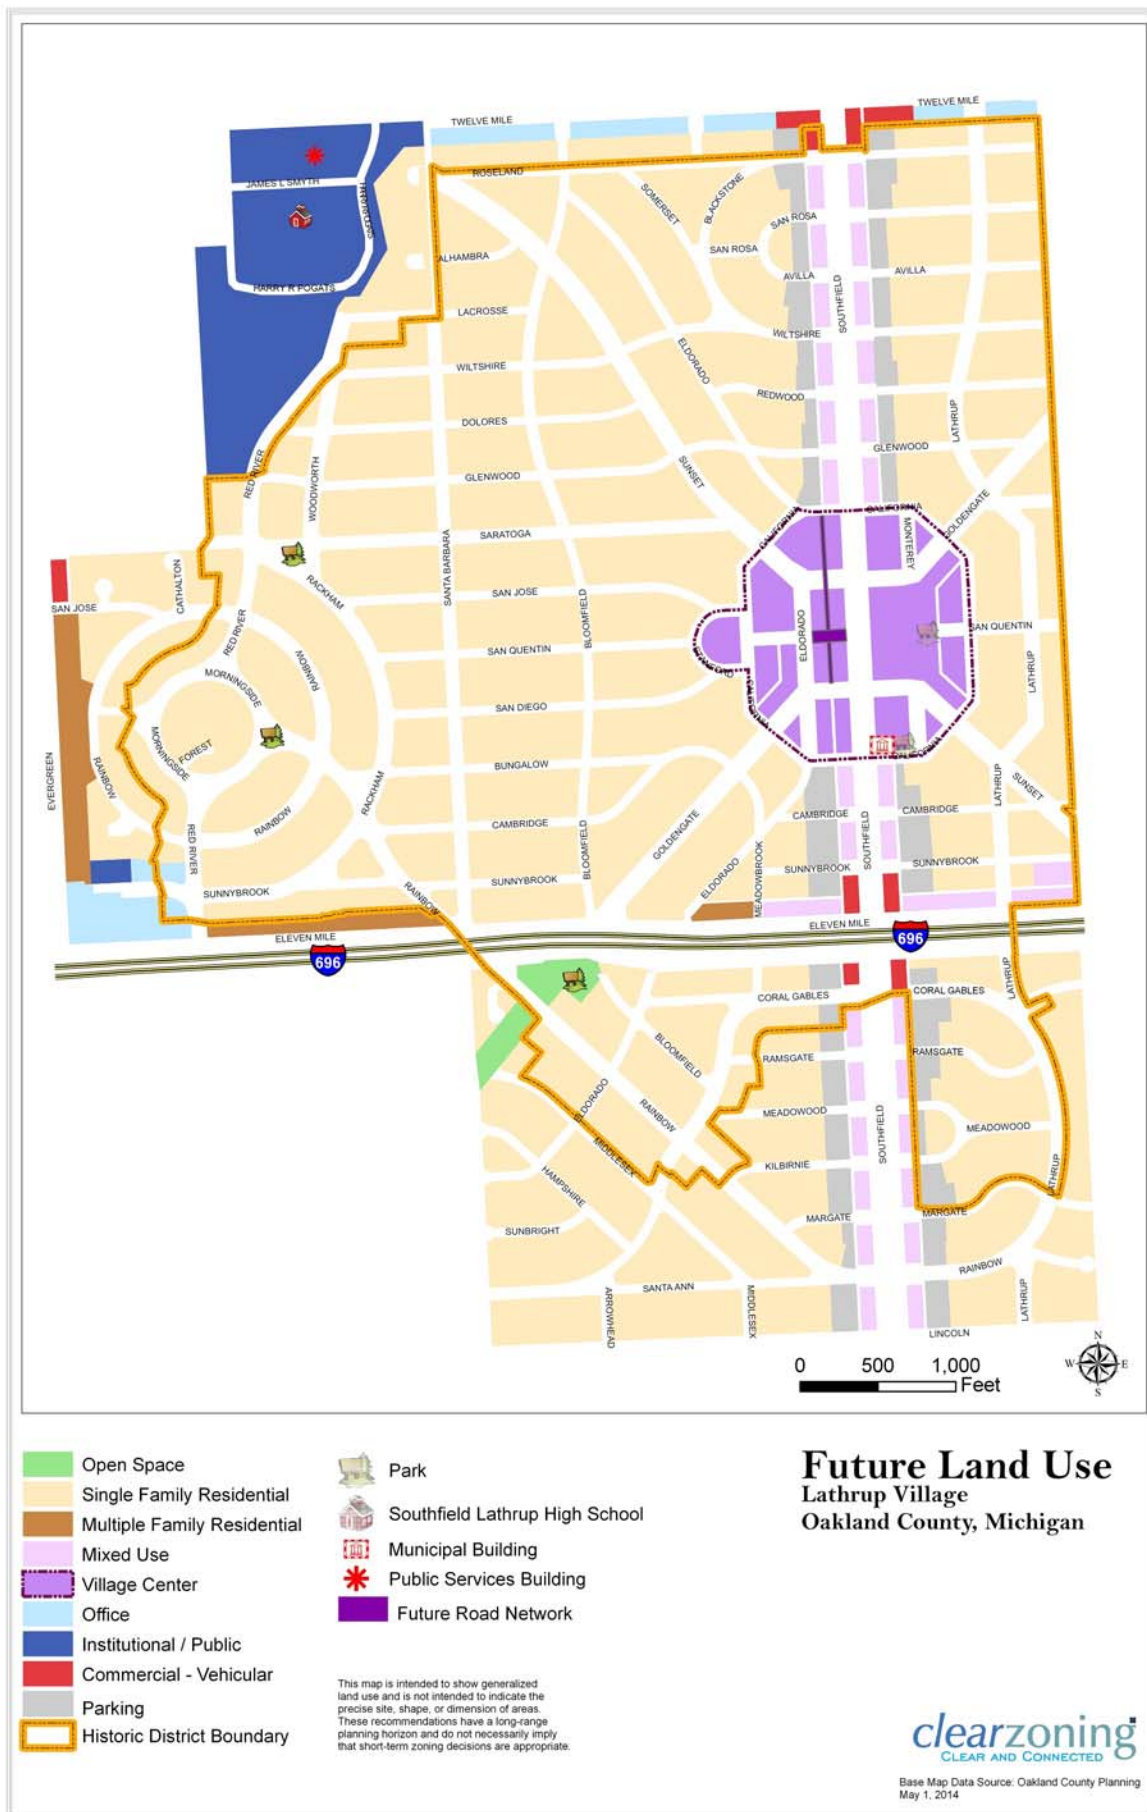 TWELVE MILE
TWELVE MILE
ROSELAND
JAMES L SMYTH
HARRY R POGATS
SOMERSET
BLACKSTONE
SAN ROSA
SAN ROSA
ALHAMBRA
AVILLA
AVILLA
HARRY R POGATS
LACROSSE
SOUTHFIELD
WILTSHIRE
WILTSHIRE
ELDORADO
REDWOOD
DOLORES
LATHRUP
GLENWOOD
GLENWOOD
RED RIVER
WOODWORTH
SUNSET
CALIFORNIA
CALIFORNIA
GOLDENGATE
MONTEREY
SARATOGA
SANTA BARBARA
CATHALTON
RACKHAM
SAN JOSE
SAN JOSE
BLOOMFIELD
RED RIVER
ELDORADO
SAN QUENTIN
SAN QUENTIN
STANFORD
LATHRUP
RAINBOW
MORNINGSIDE
SAN DIEGO
CALIFORNIA
MORNINGSIDE
FOREST
CALIFORNIA
EVERGREEN
RAINBOW
BUNGALOW
RACKHAM
LATHRUP
SUNSET
RAINBOW
CAMBRIDGE
CAMBRIDGE
CAMBRIDGE
RED RIVER
BLOOMFIELD
GOLDENGATE
SOUTHFIELD
ELDORADO
MEADOWBROOK
SUNNYBROOK
SUNNYBROOK
SUNNYBROOK
SUNNYBROOK
RAINBOW
ELEVEN MILE
ELEVEN MILE
696
696
LATHRUP
CORAL GABLES
CORAL GABLES
BLOOMFIELD
RAMSGATE
RAMSGATE
ELDORADO
RAINBOW
MEADOWOOD
MEADOWOOD
SOUTHFIELD
MIDDLESEX
KILBIRNIE
HAMPSHIRE
LATHRUP
MARGATE
MARGATE
SUNBRIGHT
RAINBOW
SANTA ANN
ARROWHEAD
MIDDLESEX
LATHRUP
LINCOLN
N
W E
S
0 500 1,000
Feet
Open Space
Single Family Residential
Multiple Family Residential
Mixed Use
Village Center
Office
Institutional / Public
Commercial - Vehicular
Parking
Historic District Boundary
Park
Southfield Lathrup High School
Municipal Building
Public Services Building
Future Road Network
This map is intended to show generalized
land use and is not intended to indicate the
precise site, shape, or dimension of areas.
These recommendations have a long-range
planning horizon and do not necessarily imply
that short-term zoning decisions are appropriate.
Future Land Use
Lathrup Village
Oakland County, Michigan
clearzoning
CLEAR AND CONNECTED
Base Map Data Source: Oakland County Planning
May 1, 2014